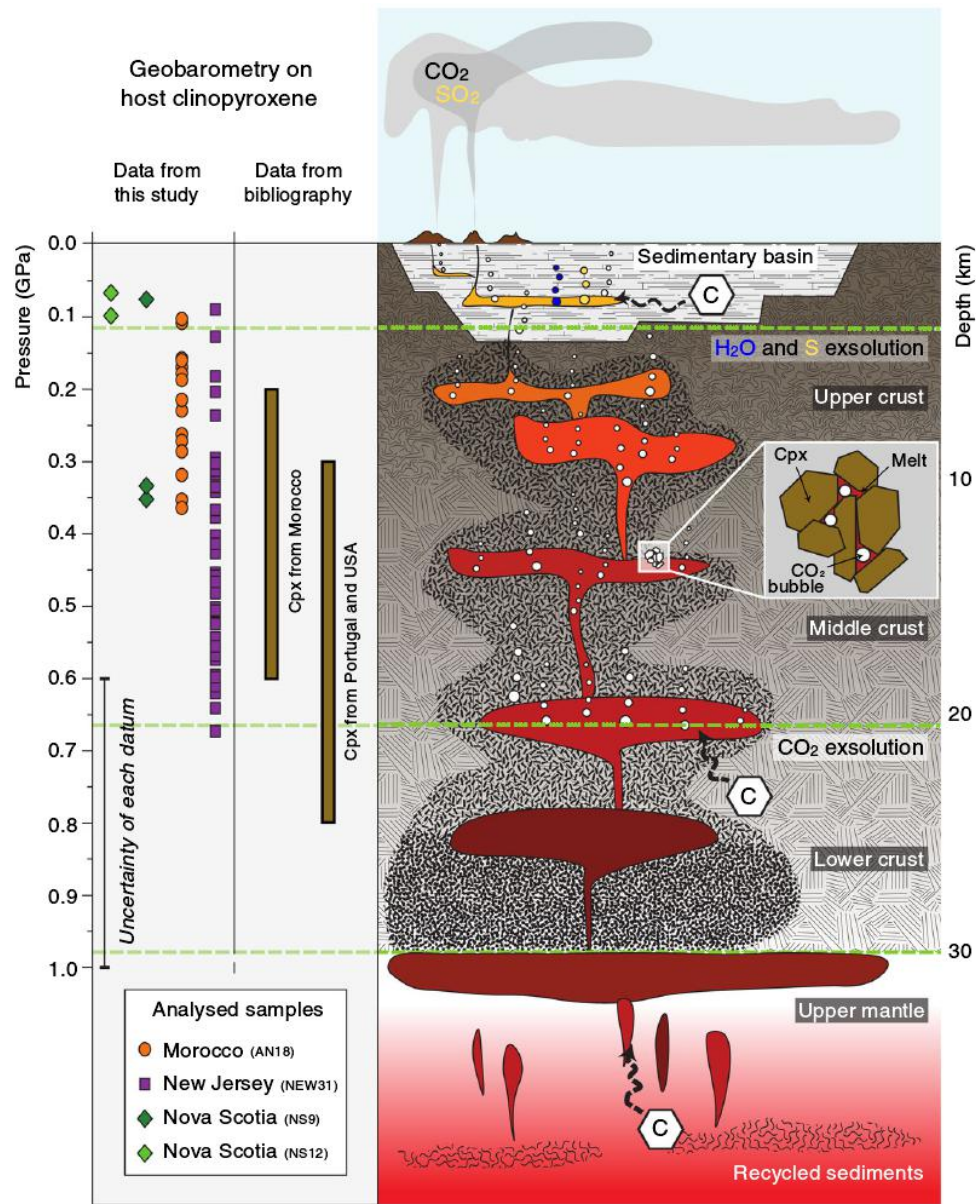 Geobarometry on
host clinopyroxene
Data from
this study
Data from
bibliography
CO₂
SO₂
Pressure (GPa)
0.0
0.1
0.2
0.3
0.4
0.5
0.6
0.7
0.8
0.9
1.0
Uncertainty of each datum
Cpx from Morocco
Cpx from Portugal and USA
Sedimentary basin
C
H₂O and S exsolution
Upper crust
Cpx
Melt
CO₂
bubble
Middle crust
CO₂ exsolution
C
Lower crust
Upper mantle
C
Recycled sediments
Depth (km)
10
20
30
Analysed samples
Morocco (AN18)
New Jersey (NEW31)
Nova Scotia (NS9)
Nova Scotia (NS12)